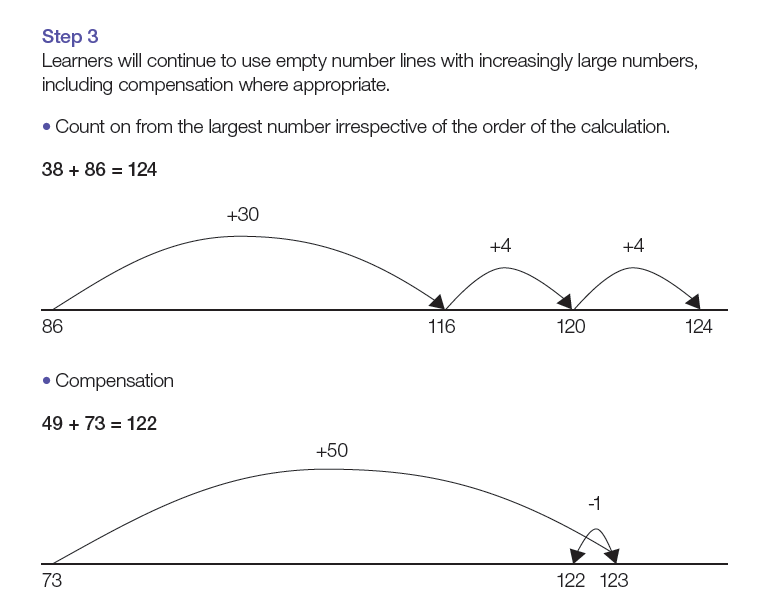 Step 3
Learners will continue to use empty number lines with increasingly large numbers,
including compensation where appropriate.
• Count on from the largest number irrespective of the order of the calculation.
38 + 86 = 124
+30
+4 +4
86 116 120 124
• Compensation
49 + 73 = 122
+50
-1
73 122 123